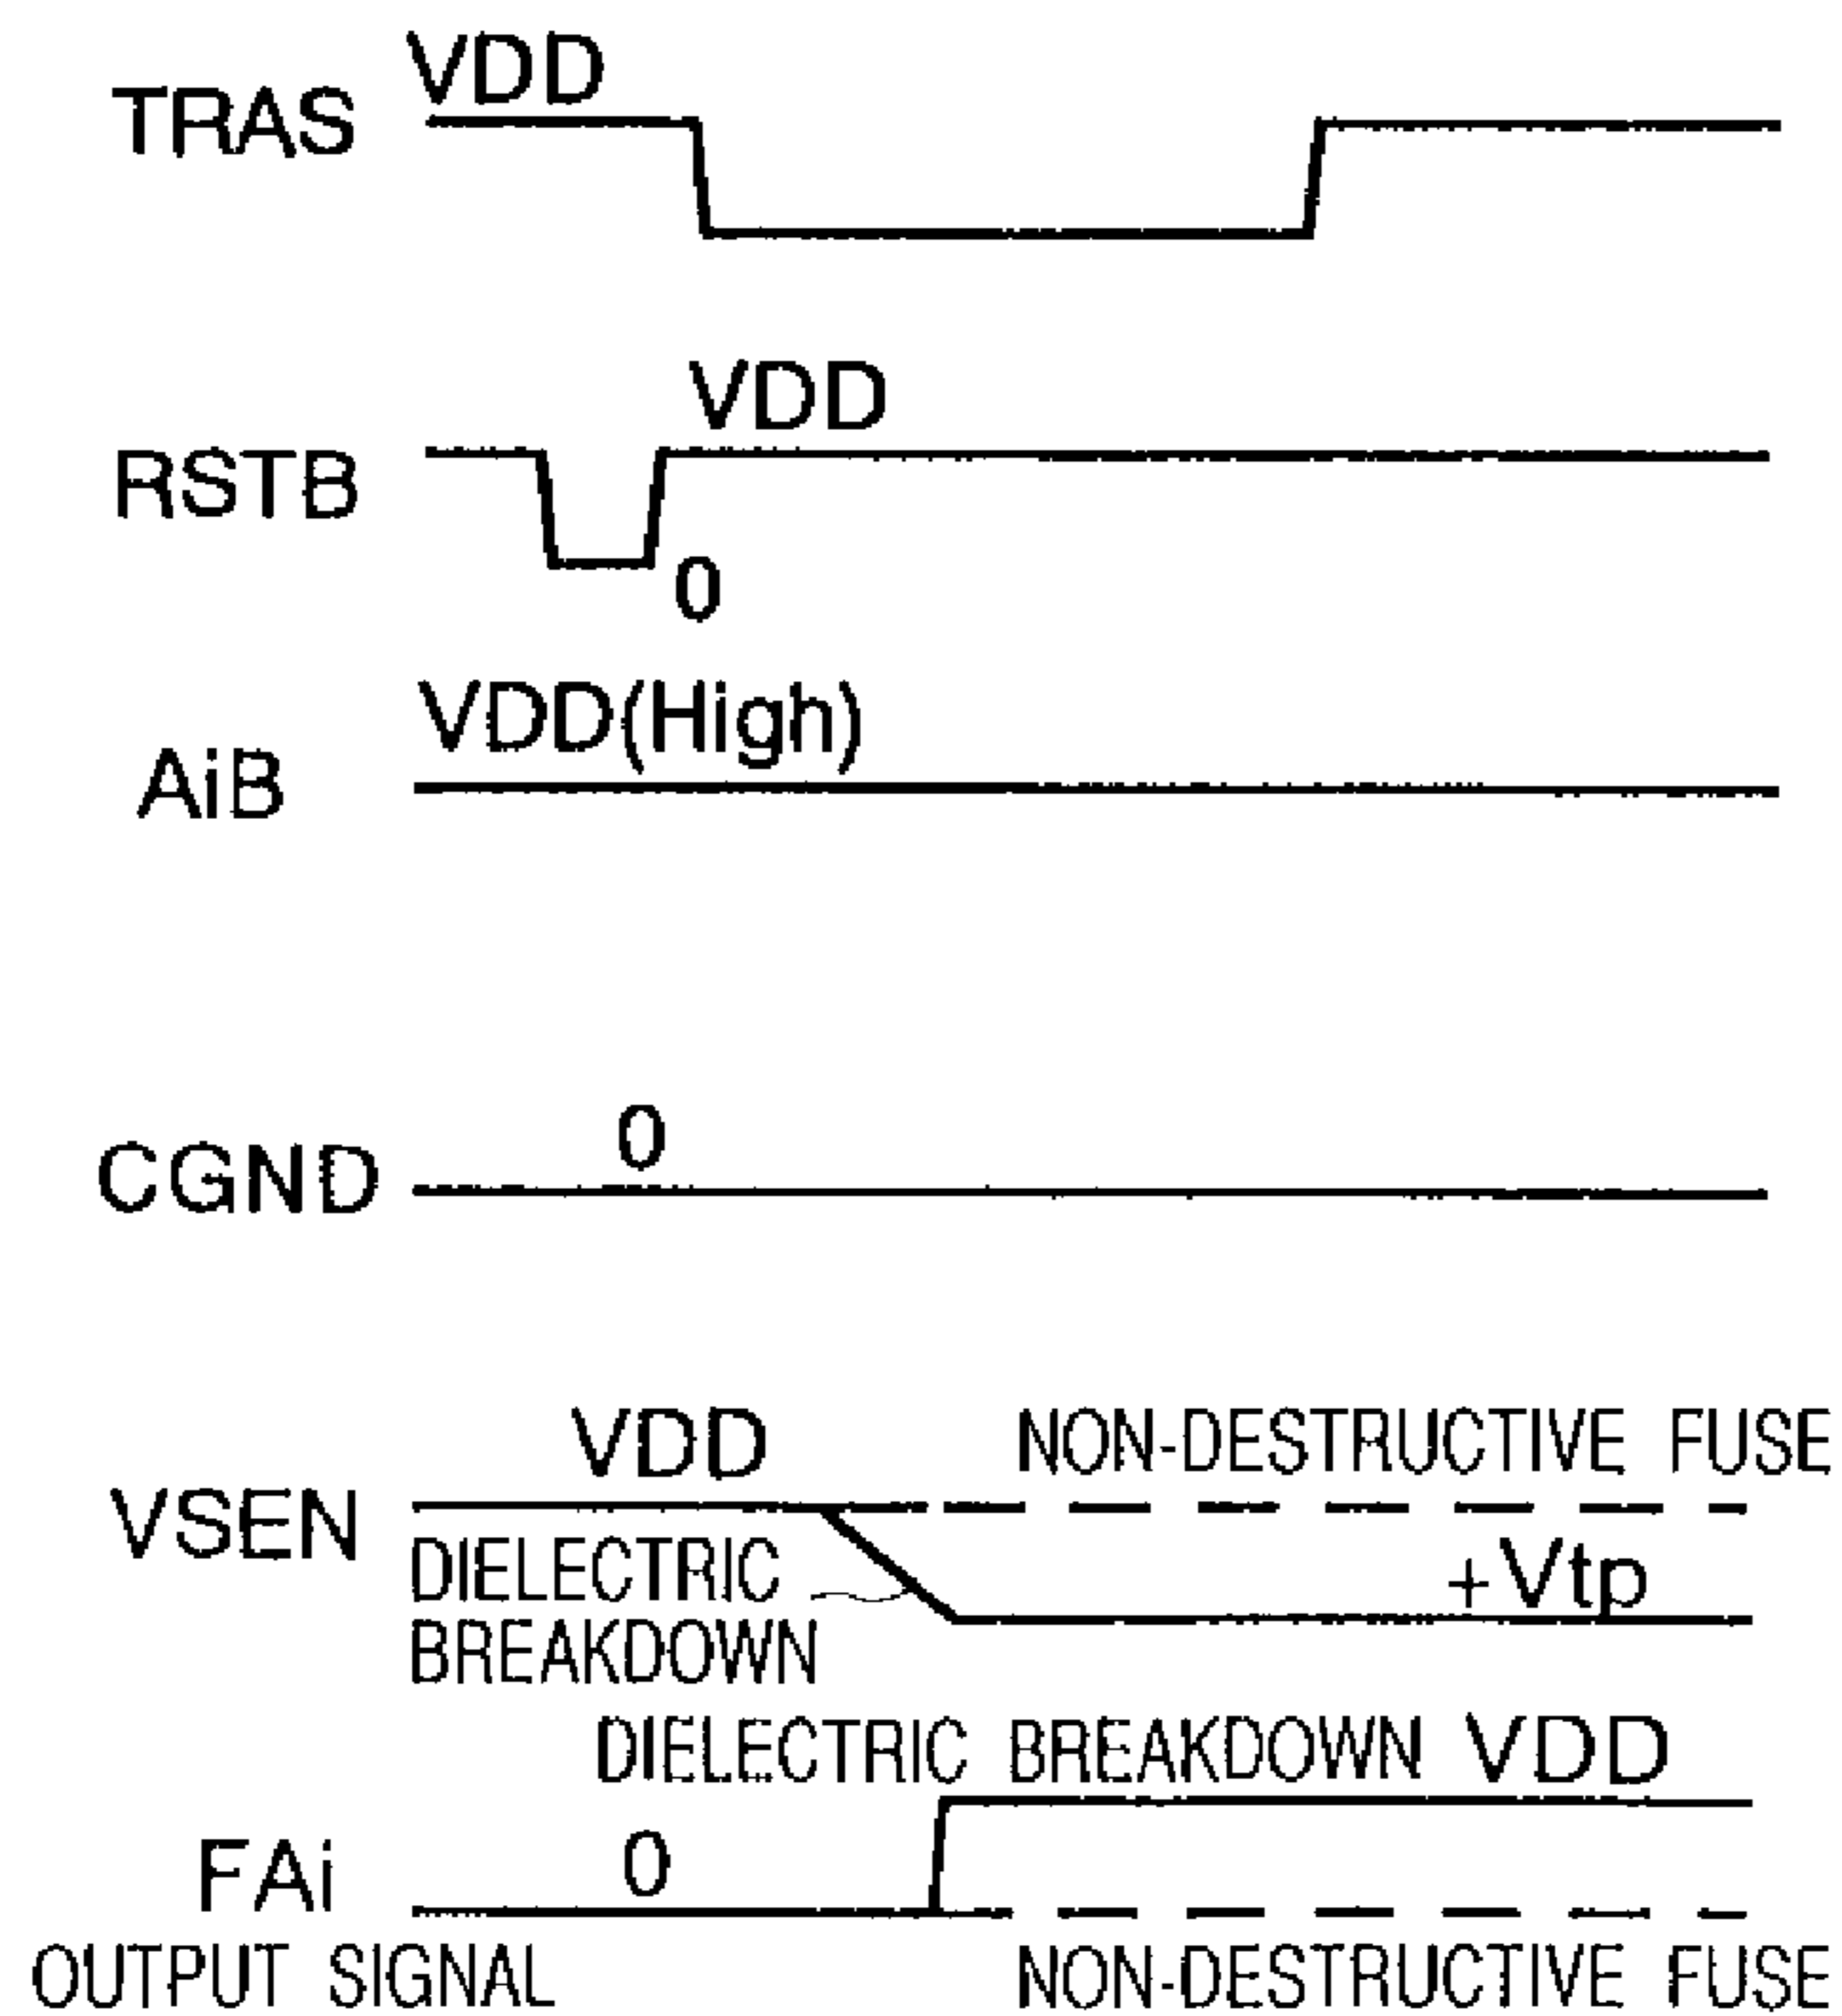 VDD
TRAS
VDD
RSTB
0
VDD(High)
AiB
0
CGND
VDD NON-DESTRUCTIVE FUSE
VSEN
DIELECTRIC
+Vtp
BREAKDOWN
DIELECTRIC BREAKDOWN VDD
FAi
0
OUTPUT SIGNAL
NON-DESTRUCTIVE FUSE